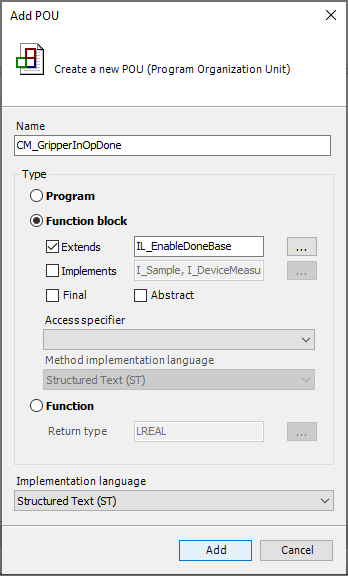 Add POU
Create a new POU (Program Organization Unit)
Name
CM_GripperInOpDone
Type
Program
Function block
Extends
IL_EnableDoneBase
...
Implements
I_Sample, I_DeviceMeasu
...
Final
Abstract
Access specifier
Method implementation language
Structured Text (ST)
Function
Return type
LREAL
...
Implementation language
Structured Text (ST)
Add
Cancel